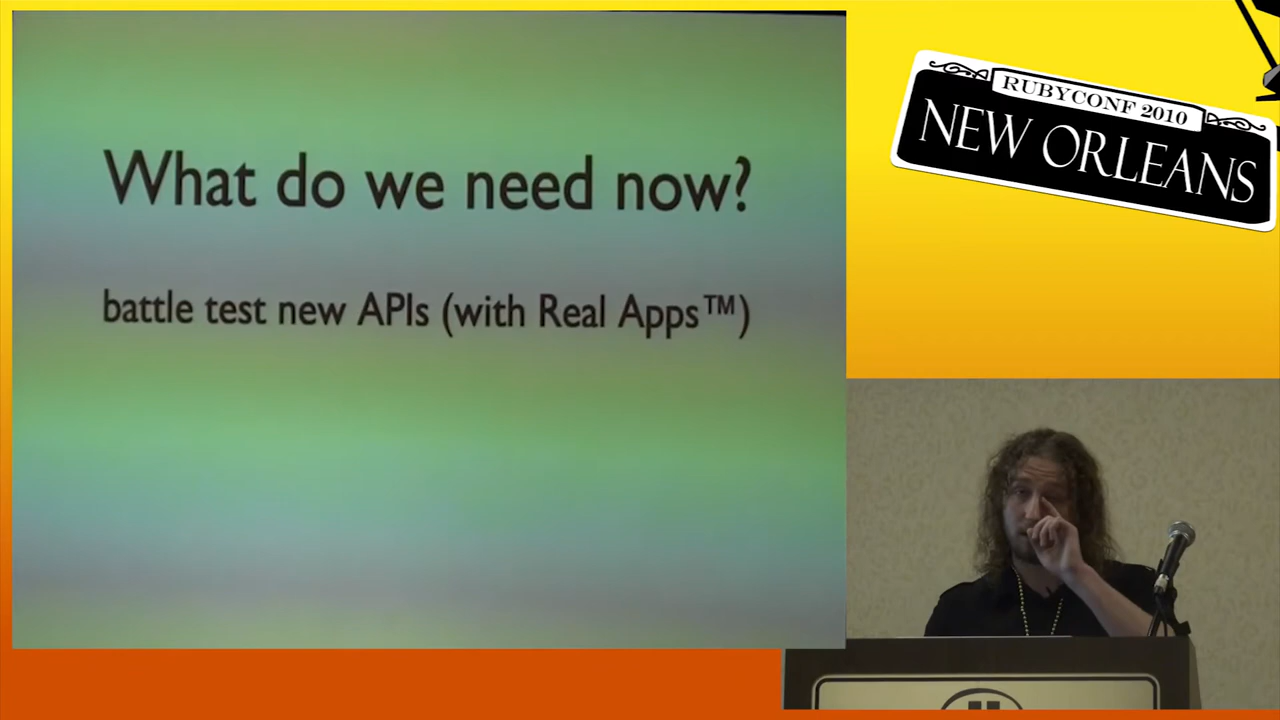 What do we need now?
battle test new APIs (with Real Apps™)
RUBYCONF 2010
NEW ORLEANS